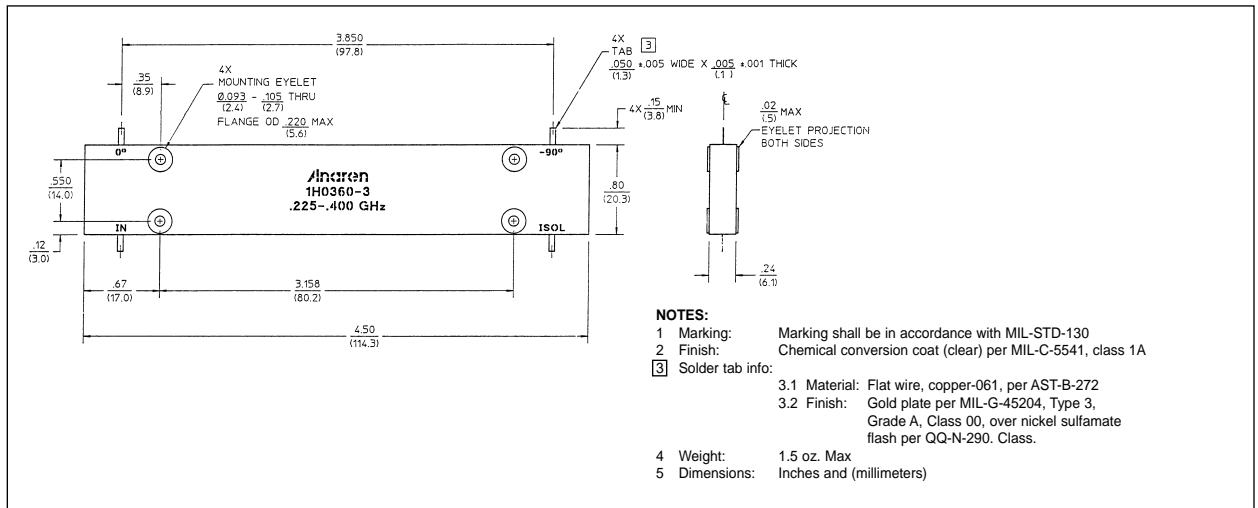 3.850
(97.8)
.35
(8.9)
4X
MOUNTING EYELET
Ø.093 - .105 THRU
(2.4) (2.7)
FLANGE OD .220 MAX
(5.6)
4X
TAB 3
.050 ±.005 WIDE X .005 ±.001 THICK
(1.3) (.1)
4X .15 MIN
(3.8)
0°
-90°
.550
(14.0)
Anaren
1H0360-3
.225-.400 GHz
.80
(20.3)
IN
ISOL
.12
(3.0)
.67
(17.0)
3.158
(80.2)
4.50
(114.3)
℄
.02 MAX
(.5)
EYELET PROJECTION
BOTH SIDES
.24
(6.1)
NOTES:
1 Marking: Marking shall be in accordance with MIL-STD-130
2 Finish: Chemical conversion coat (clear) per MIL-C-5541, class 1A
3 Solder tab info:
3.1 Material: Flat wire, copper-061, per AST-B-272
3.2 Finish: Gold plate per MIL-G-45204, Type 3,
Grade A, Class 00, over nickel sulfamate
flash per QQ-N-290. Class.
4 Weight: 1.5 oz. Max
5 Dimensions: Inches and (millimeters)